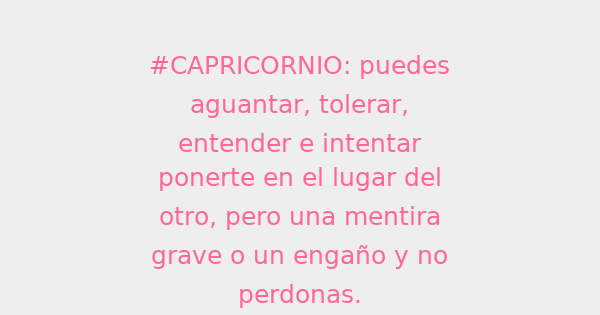 #CAPRICORNIO: puedes
aguantar, tolerar,
entender e intentar
ponerte en el lugar del
otro, pero una mentira
grave o un engaño y no
perdonas.